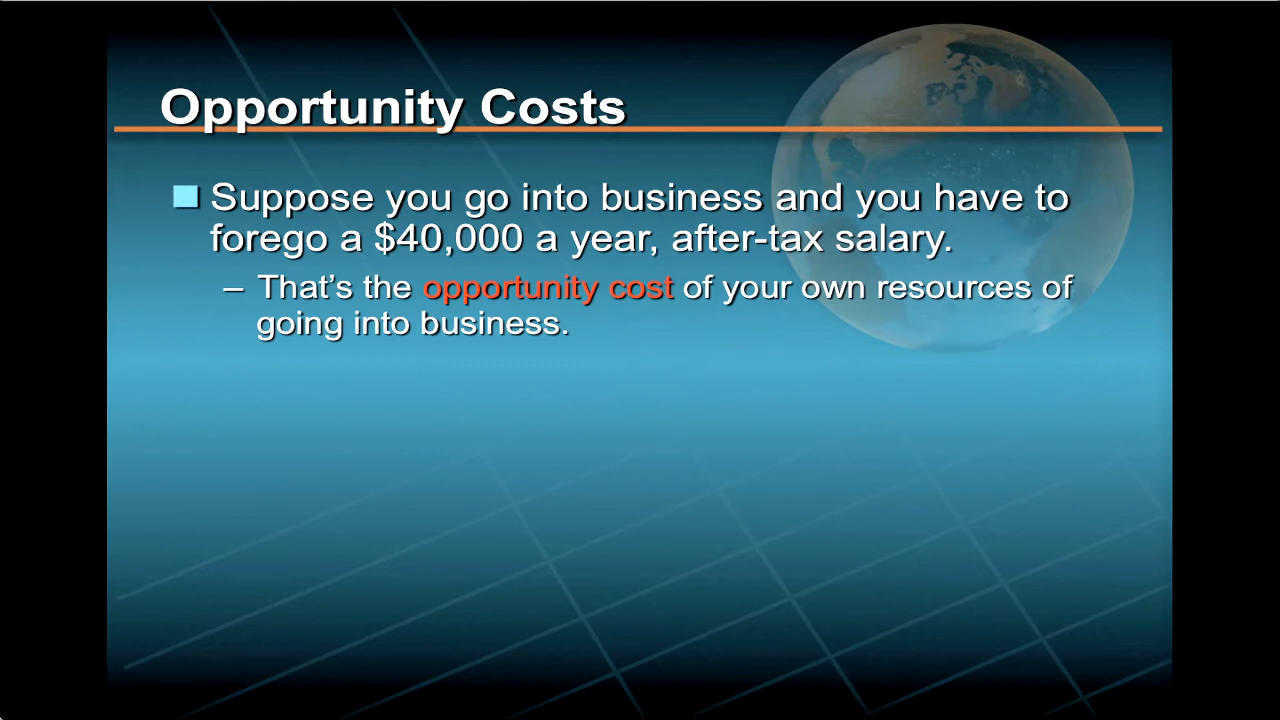 Opportunity Costs
Suppose you go into business and you have to
forego a $40,000 a year, after-tax salary.
– That’s the opportunity cost of your own resources of
going into business.